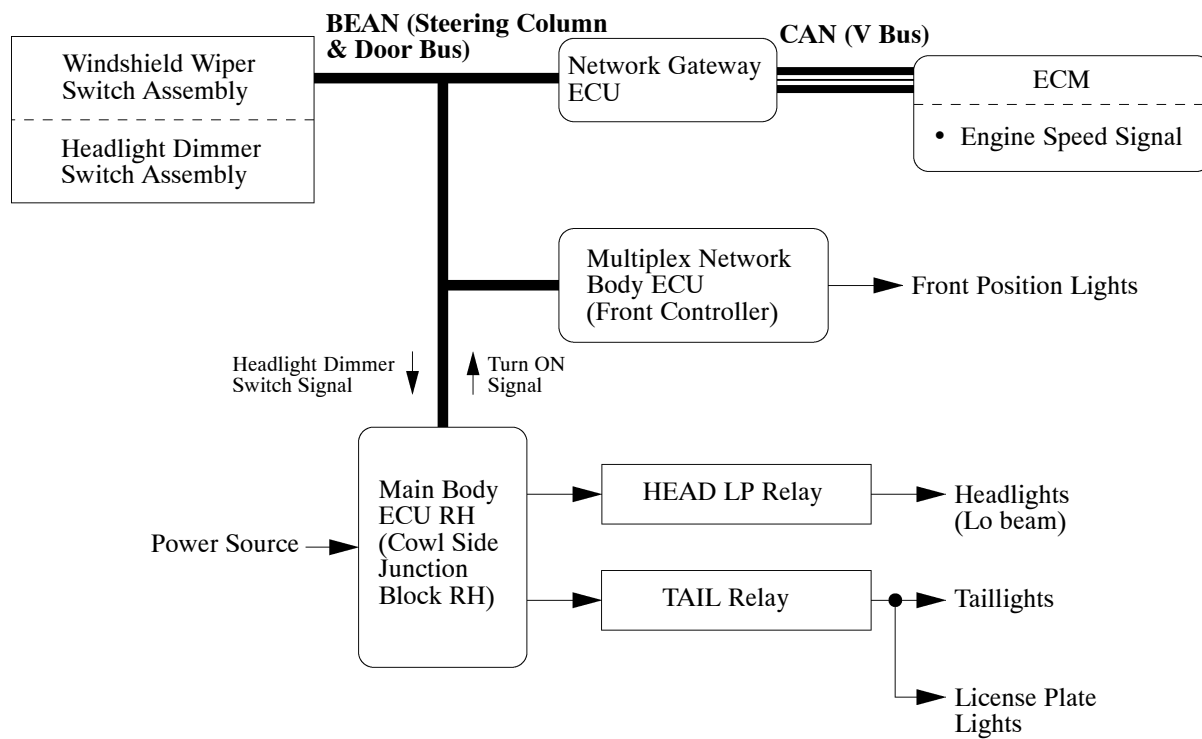 BEAN (Steering Column
& Door Bus)
CAN (V Bus)
Windshield Wiper
Switch Assembly
Headlight Dimmer
Switch Assembly
Network Gateway
ECU
ECM
• Engine Speed Signal
Multiplex Network
Body ECU
(Front Controller)
Front Position Lights
Headlight Dimmer
Switch Signal
Turn ON
Signal
Main Body
ECU RH
(Cowl Side
Junction
Block RH)
Power Source
HEAD LP Relay
Headlights
(Lo beam)
TAIL Relay
Taillights
License Plate
Lights